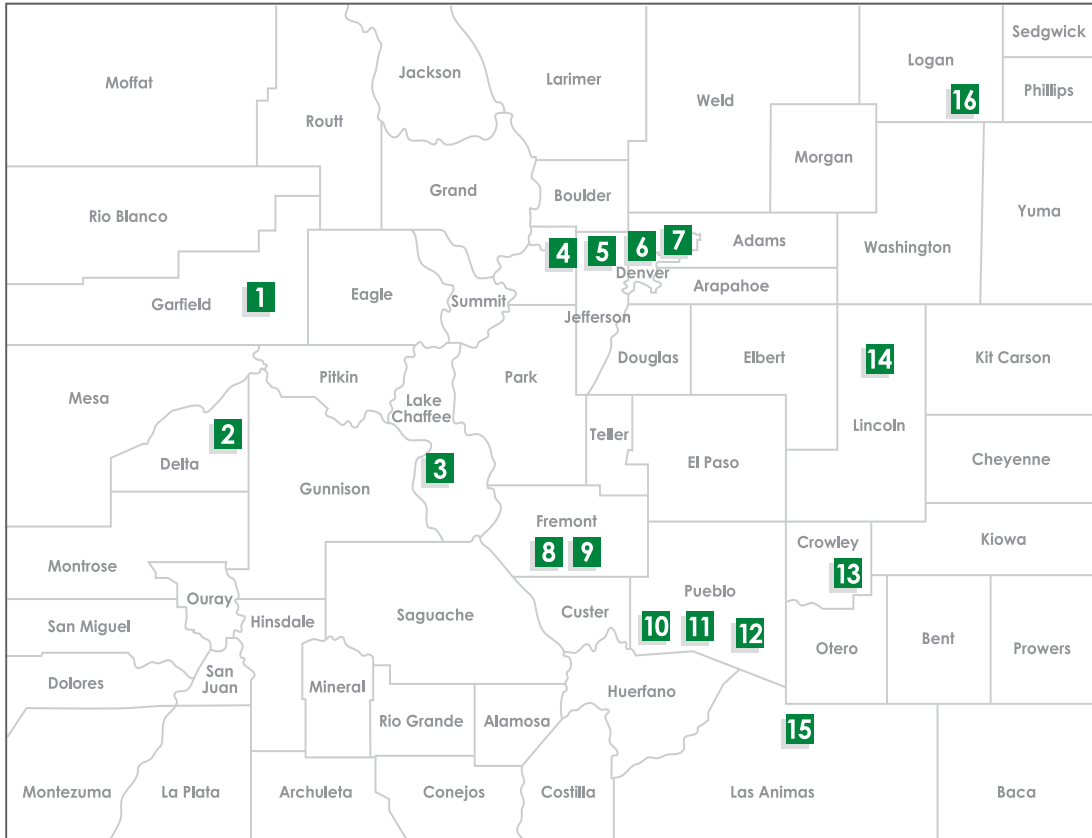 Sedgwick
Logan
Jackson
Larimer
Moffat
Phillips
16
Weld
Routt
Morgan
Grand
Boulder
Rio Blanco
Yuma
4
5
6
7
Adams
Washington
Denver
Arapahoe
Garfield
1
Eagle
Summit
Jefferson
Douglas
Elbert
14
Kit Carson
Pitkin
Park
Mesa
Lake
Chaffee
Lincoln
2
Teller
Delta
3
El Paso
Cheyenne
Gunnison
Fremont
8
9
Crowley
Kiowa
13
Montrose
Ouray
Pueblo
Hinsdale
Saguache
Custer
San Miguel
10
11
12
Otero
Bent
Prowers
San
Juan
Dolores
Mineral
Huerfano
Rio Grande
Alamosa
15
Montezuma
La Plata
Archuleta
Conejos
Costilla
Las Animas
Baca